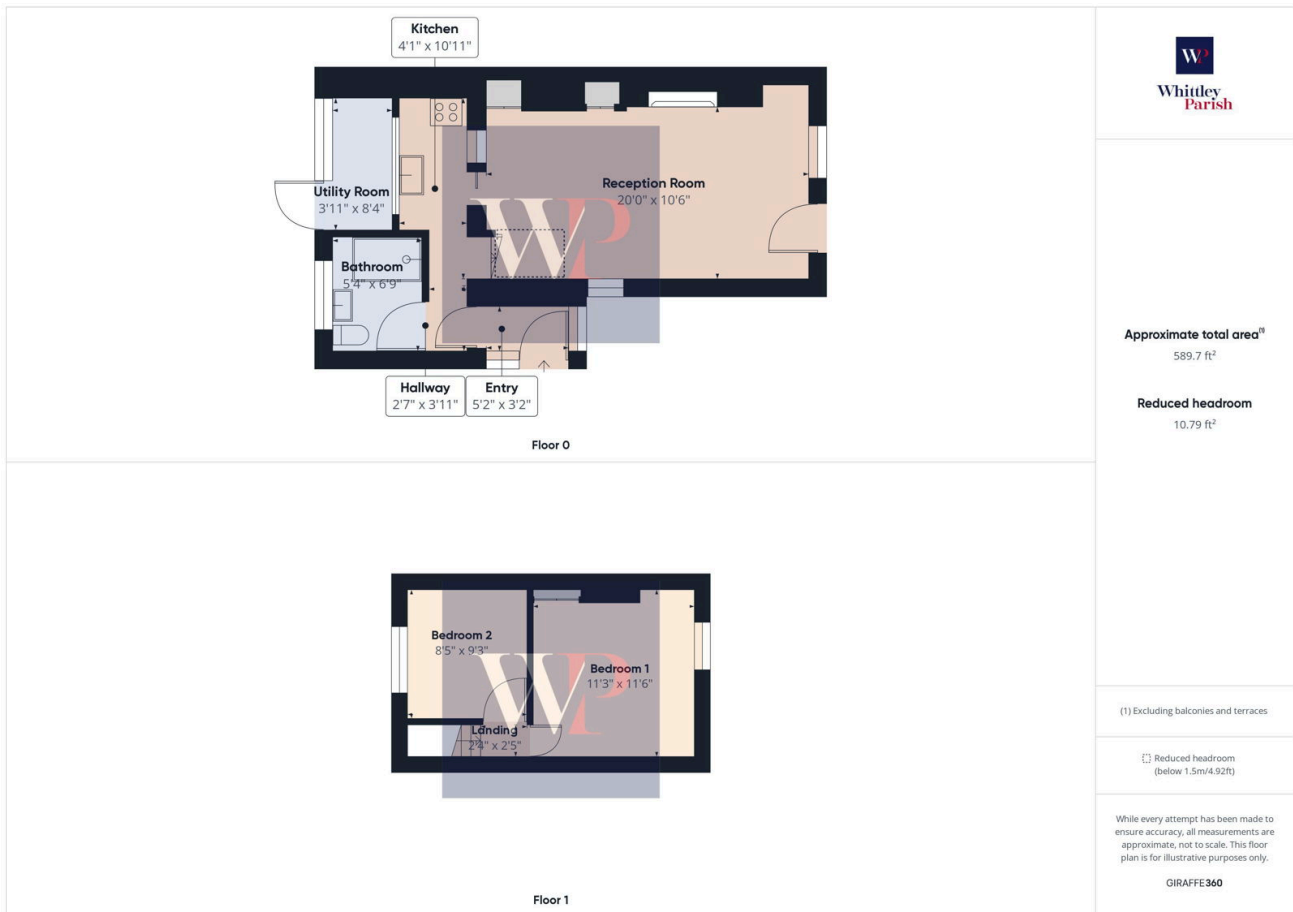 Kitchen
4'1" x 10'11"
Utility Room
3'11" x 8'4"
Reception Room
20'0" x 10'6"
WP
Bathroom
5'4" x 6'9"
Hallway
2'7" x 3'11"
Entry
5'2" x 3'2"
Floor 0
Bedroom 2
8'5" x 9'3"
Bedroom 1
11'3" x 11'6"
WP
Landing
2'4" x 2'5"
Floor 1
WP
Whittley
Parish
Approximate total area(1)
589.7 ft²
Reduced headroom
10.79 ft²
(1) Excluding balconies and terraces
Reduced headroom
(below 1.5m/4.92ft)
While every attempt has been made to
ensure accuracy, all measurements are
approximate, not to scale. This floor
plan is for illustrative purposes only.
GIRAFFE360